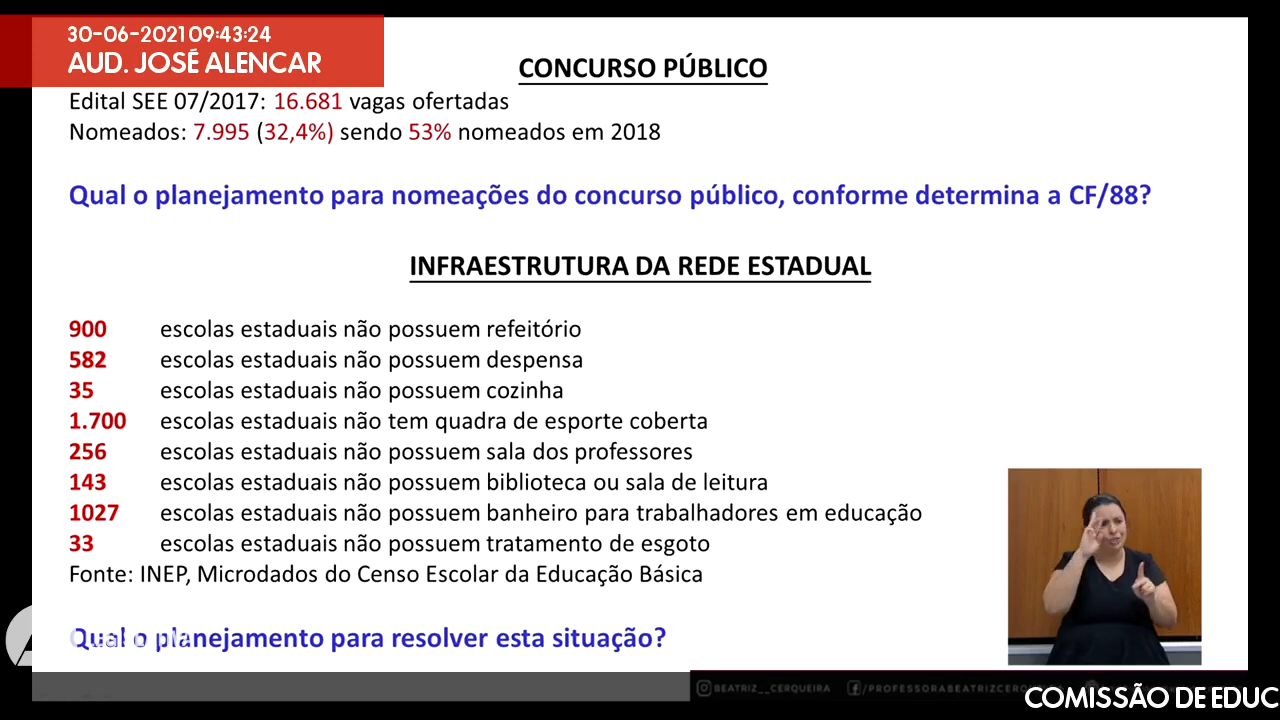 30-06-2021 09:43:24
AUD. JOSÉ ALENCAR
CONCURSO PÚBLICO
Edital SEE 07/2017: 16.681 vagas ofertadas
Nomeados: 7.995 (32,4%) sendo 53% nomeados em 2018
Qual o planejamento para nomeações do concurso público, conforme determina a CF/88?
INFRAESTRUTURA DA REDE ESTADUAL
900 escolas estaduais não possuem refeitório
582 escolas estaduais não possuem despensa
35 escolas estaduais não possuem cozinha
1.700 escolas estaduais não tem quadra de esporte coberta
256 escolas estaduais não possuem sala dos professores
143 escolas estaduais não possuem biblioteca ou sala de leitura
1027 escolas estaduais não possuem banheiro para trabalhadores em educação
33 escolas estaduais não possuem tratamento de esgoto
Fonte: INEP, Microdados do Censo Escolar da Educação Básica
Qual o planejamento para resolver esta situação?
BEATRIZ__CERQUEIRA /PROFESSORABEATRIZCERQUEIRA
COMISSÃO DE EDUC